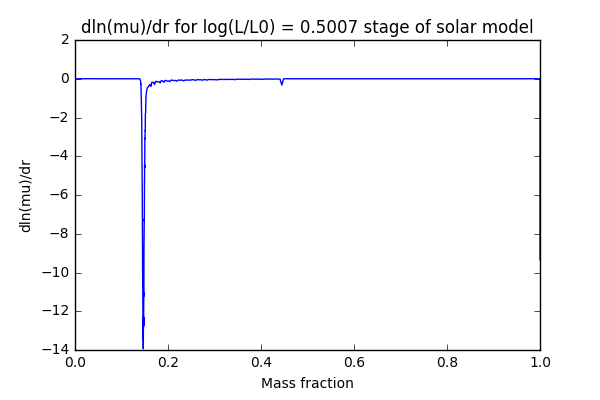 dln(mu)/dr for log(L/L0) = 0.5007 stage of solar model
2
0
−2
−4
−6
−8
−10
−12
−14
dln(mu)/dr
0.0 0.2 0.4 0.6 0.8 1.0
Mass fraction